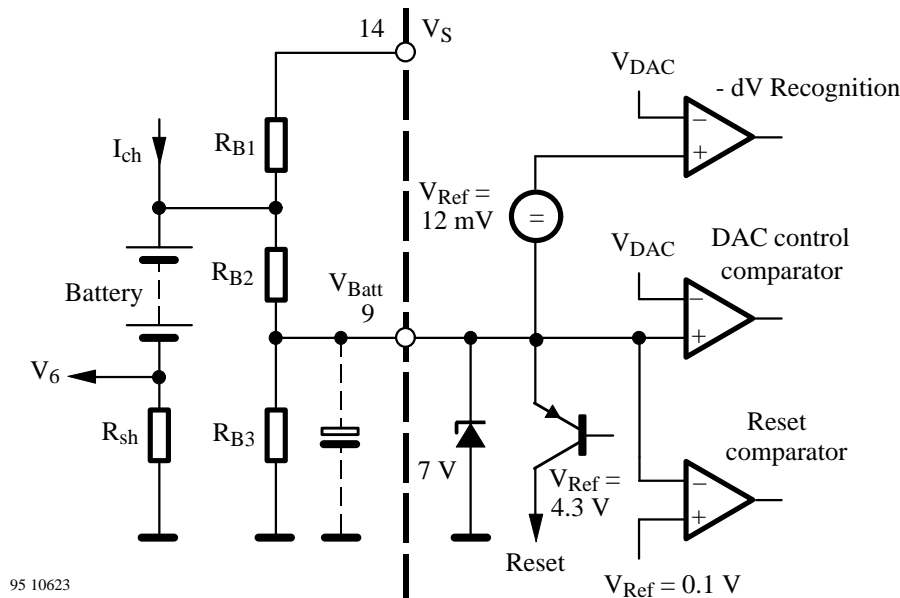 14 V_S
V_DAC
- dV Recognition
−
+
R_B1
I_ch
V_Ref =
12 mV
=
V_DAC
DAC control
comparator
−
+
R_B2
V_Batt
9
Battery
V_6
R_sh
R_B3
7 V
V_Ref =
4.3 V
Reset
comparator
−
+
Reset
V_Ref = 0.1 V
95 10623